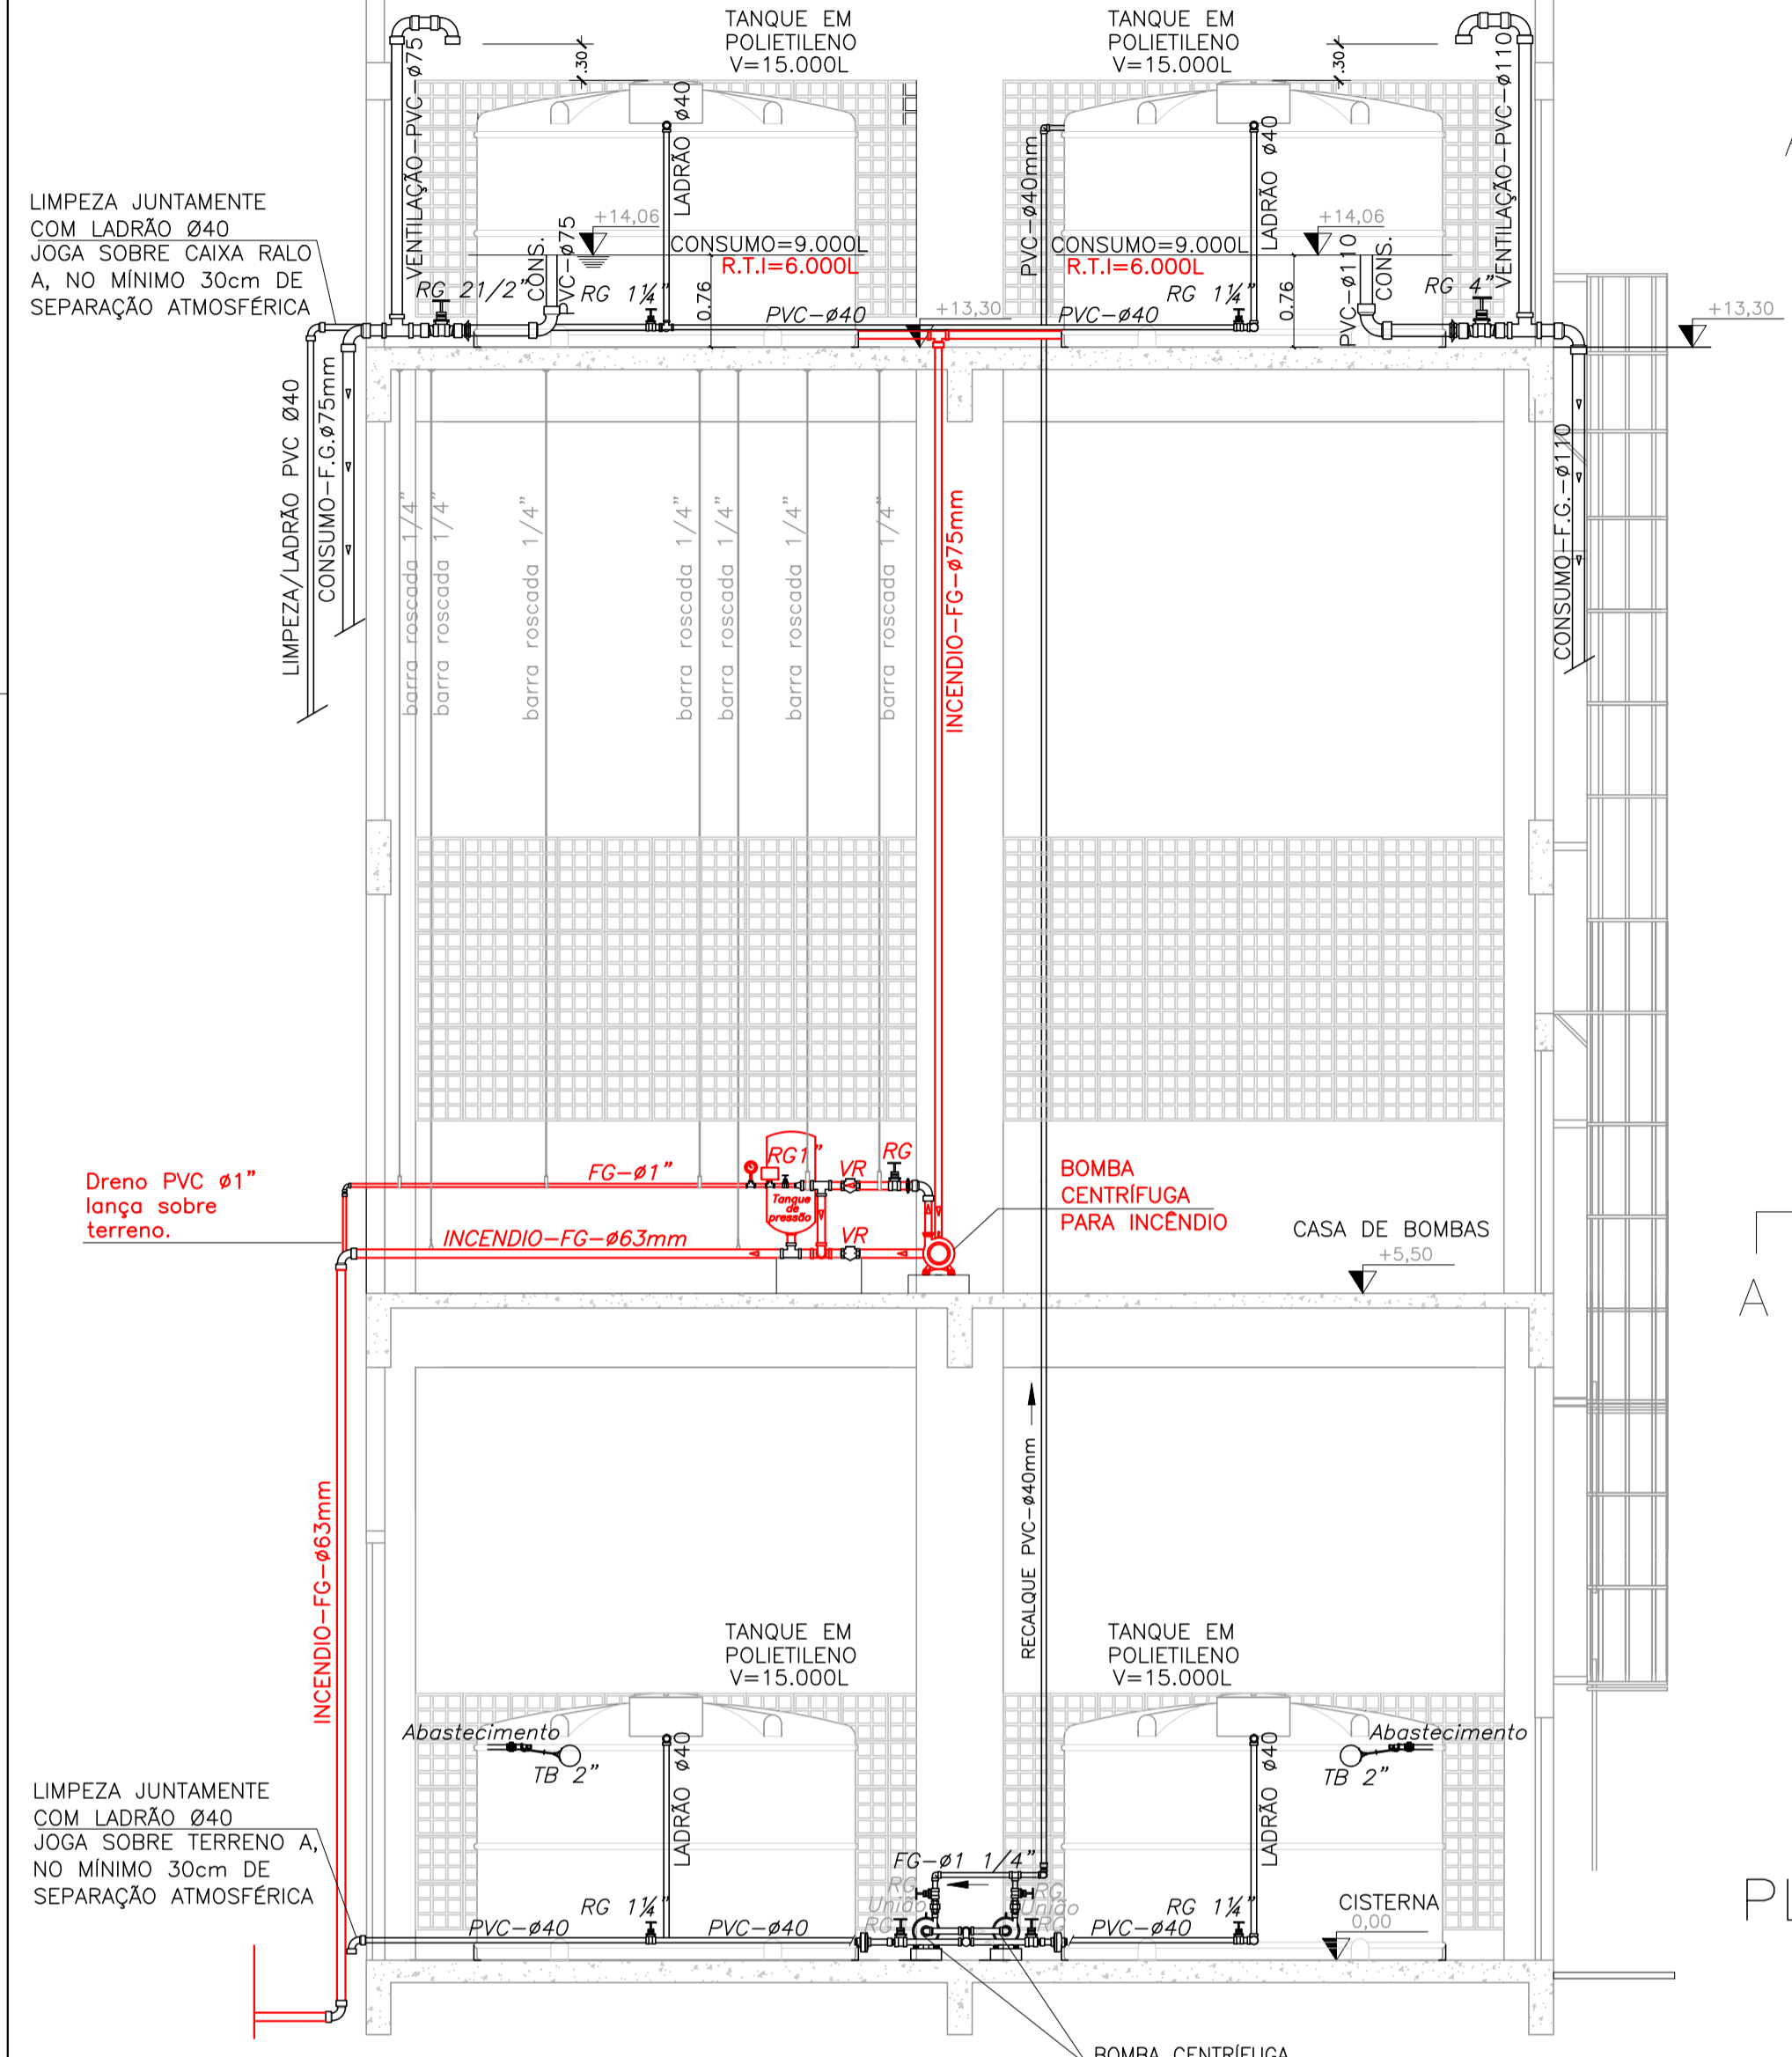 TANQUE EM
POLIETILENO
V=15.000L
TANQUE EM
POLIETILENO
V=15.000L
.30
.30
VENTILAÇÃO-PVC-ø75
LADRÃO ø40
PVC-ø40mm
LADRÃO ø40
VENTILAÇÃO-PVC-ø110
LIMPEZA JUNTAMENTE
COM LADRÃO Ø40
JOGA SOBRE CAIXA RALO
A, NO MÍNIMO 30cm DE
SEPARAÇÃO ATMOSFÉRICA
+14,06
+14,06
CONSUMO=9.000L
R.T.I=6.000L
CONSUMO=9.000L
R.T.I=6.000L
CONS.
PVC-ø75
PVC-ø110
CONS.
RG 21/2"
RG 1¼"
RG 1¼"
RG 4"
0.76
0.76
PVC-ø40
PVC-ø40
+13,30
+13,30
LIMPEZA/LADRÃO PVC Ø40
CONSUMO-F.G.ø75mm
CONSUMO-F.G.-ø110
barra roscada 1/4"
barra roscada 1/4"
barra roscada 1/4"
barra roscada 1/4"
barra roscada 1/4"
barra roscada 1/4"
barra roscada 1/4"
INCENDIO-FG-ø75mm
Dreno PVC ø1"
lança sobre
terreno.
FG-ø1"
RG1"
VR
RG
Tanque
de
pressão
INCENDIO-FG-ø63mm
VR
BOMBA
CENTRÍFUGA
PARA INCÊNDIO
CASA DE BOMBAS
+5,50
A
INCENDIO-FG-ø63mm
RECALQUE PVC-ø40mm
TANQUE EM
POLIETILENO
V=15.000L
TANQUE EM
POLIETILENO
V=15.000L
Abastecimento
TB 2"
Abastecimento
TB 2"
LADRÃO ø40
LADRÃO ø40
LIMPEZA JUNTAMENTE
COM LADRÃO Ø40
JOGA SOBRE TERRENO A,
NO MÍNIMO 30cm DE
SEPARAÇÃO ATMOSFÉRICA
FG-ø1 1/4"
RG
União
RG
RG
União
RG
RG 1¼"
RG 1¼"
PVC-ø40
PVC-ø40
PVC-ø40
CISTERNA
0,00
BOMBA CENTRÍFUGA